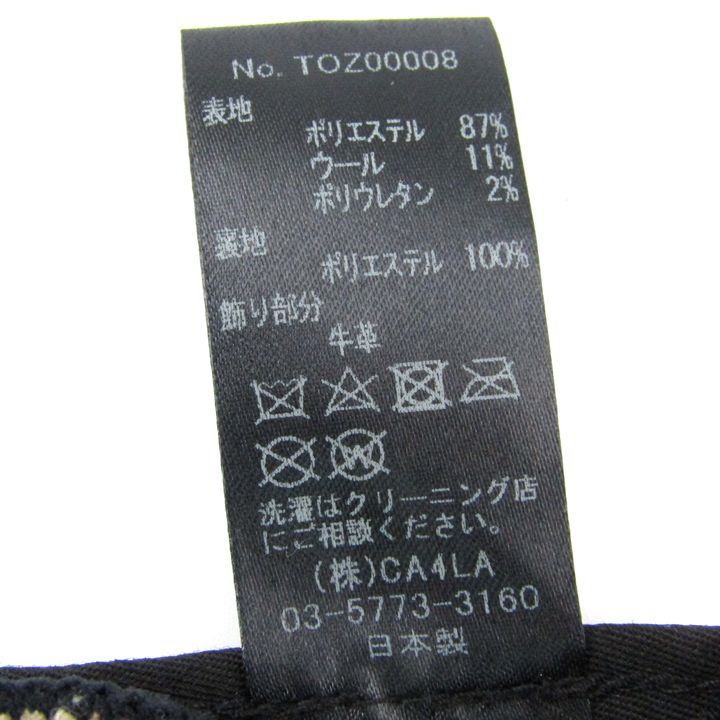 No. TOZ00008
表地
ポリエステル 87%
ウール 11%
ポリウレタン 2%
裏地
ポリエステル 100%
飾り部分
牛革
W
洗濯はクリーニング店
にご相談ください。
(株)CA4LA
03-5773-3160
日本製